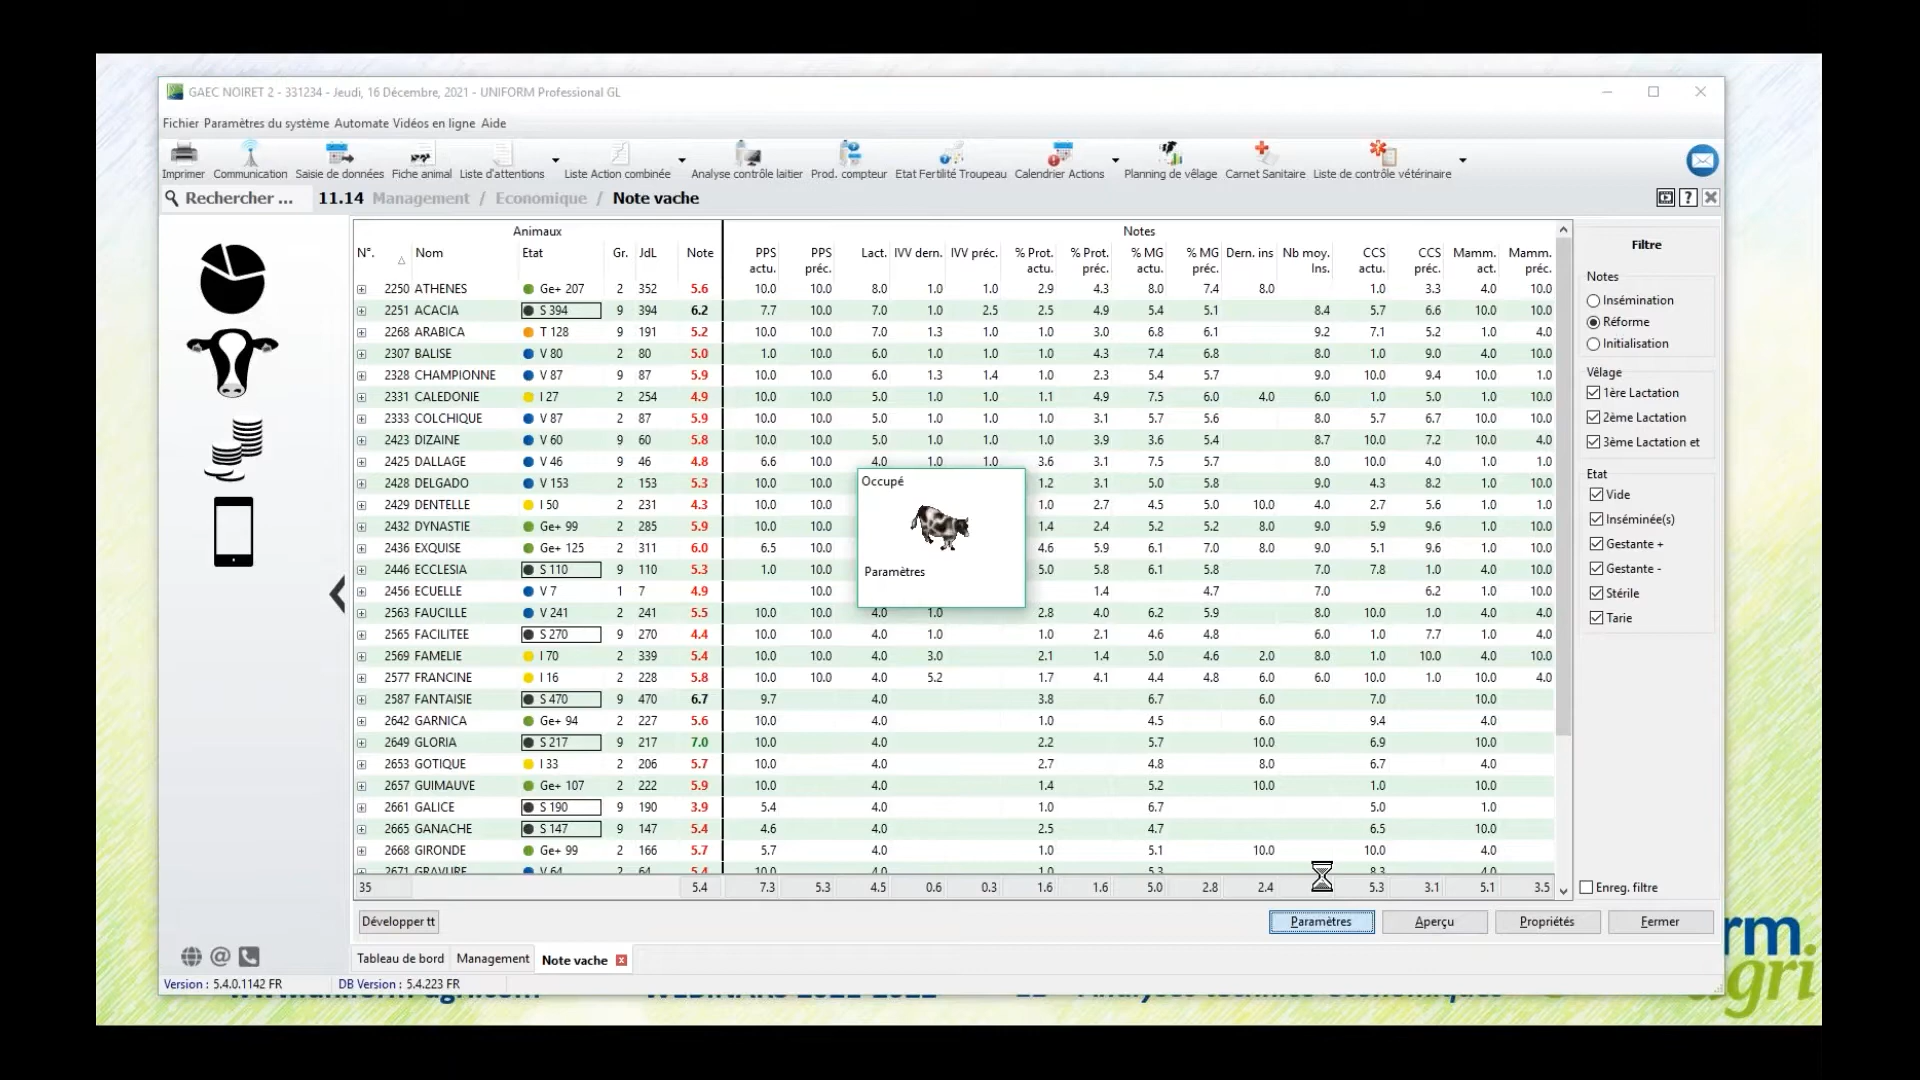 GAEC NOIRET 2 - 331234 - Jeudi, 16 Décembre, 2021 - UNIFORM Professional GL
Fichier Paramètres du système Automate Vidéos en ligne Aide
Imprimer Communication Saisie de données Fiche animal Liste d'attentions Liste Action combinée Analyse contrôle laitier Prod. compteur Etat Fertilité Troupeau Calendrier Actions Planning de vêlage Carnet Sanitaire Liste de contrôle vétérinaire
Rechercher ... 11.14 Management / Economique / Note vache
Animaux Notes
N°. Nom Etat Gr. JdL Note PPS actu. PPS préc. Lact. IVV dern. IVV préc. % Prot. actu. % Prot. préc. % MG actu. % MG préc. Dern. ins Nb moy. Ins. CCS actu. CCS préc. Mamm. act. Mamm. préc.
2250 ATHENES Ge+ 207 2 352 5.6 10.0 10.0 8.0 1.0 1.0 2.9 4.3 8.0 7.4 8.0 1.0 3.3 4.0 10.0
2251 ACACIA S 394 9 394 6.2 7.7 10.0 7.0 1.0 2.5 2.5 4.9 5.4 5.1 8.4 5.7 6.6 10.0 10.0
2268 ARABICA T 128 9 191 5.2 10.0 10.0 7.0 1.3 1.0 1.0 3.0 6.8 6.1 9.2 7.1 5.2 1.0 4.0
2307 BALISE V 80 2 80 5.0 1.0 10.0 6.0 1.0 1.0 1.0 4.3 7.4 6.8 8.0 1.0 9.0 4.0 10.0
2328 CHAMPIONNE V 87 9 87 5.9 10.0 10.0 6.0 1.3 1.4 1.0 2.3 5.4 5.7 9.0 10.0 9.4 10.0 1.0
2331 CALEDONIE I 27 2 254 4.9 10.0 10.0 5.0 1.0 1.0 1.1 4.9 7.5 6.0 4.0 6.0 1.0 5.0 1.0 10.0
2333 COLCHIQUE V 87 2 87 5.9 10.0 10.0 5.0 1.0 1.0 1.0 3.1 5.7 5.6 8.0 5.7 6.7 10.0 10.0
2423 DIZAINE V 60 9 60 5.8 10.0 10.0 5.0 1.0 1.0 1.0 3.9 3.6 5.4 8.7 10.0 7.2 10.0 4.0
2425 DALLAGE V 46 9 46 4.8 6.6 10.0 4.0 1.0 1.0 3.6 3.1 7.5 5.7 8.0 10.0 4.0 1.0 1.0
2428 DELGADO V 153 2 153 5.3 10.0 10.0 1.2 3.1 5.0 5.8 9.0 4.3 8.2 1.0 10.0
2429 DENTELLE I 50 2 231 4.3 10.0 10.0 1.0 2.7 4.5 5.0 10.0 4.0 2.7 5.6 1.0 1.0
2432 DYNASTIE Ge+ 99 2 285 5.9 10.0 10.0 1.4 2.4 5.2 5.2 8.0 9.0 5.9 9.6 1.0 10.0
2436 EXQUISE Ge+ 125 2 311 6.0 6.5 10.0 4.6 5.9 6.1 7.0 8.0 9.0 5.1 9.6 1.0 10.0
2446 ECCLESIA S 110 9 110 5.3 1.0 10.0 5.0 5.8 6.1 5.8 7.0 7.8 1.0 4.0 10.0
2456 ECUELLE V 7 1 7 4.9 10.0 1.4 4.7 7.0 6.2 1.0 10.0
2563 FAUCILLE V 241 2 241 5.5 10.0 10.0 4.0 1.0 2.8 4.0 6.2 5.9 8.0 10.0 1.0 4.0 4.0
2565 FACILITEE S 270 9 270 4.4 10.0 10.0 4.0 1.0 1.0 2.1 4.6 4.8 6.0 1.0 7.7 1.0 10.0
2569 FAMELIE I 70 2 339 5.4 10.0 10.0 4.0 3.0 2.1 1.4 5.0 4.6 2.0 8.0 1.0 10.0 4.0 10.0
2577 FRANCINE I 16 2 228 5.8 10.0 10.0 4.0 5.2 1.7 4.1 4.4 4.8 6.0 6.0 10.0 1.0 10.0 4.0
2587 FANTAISIE S 470 9 470 6.7 9.7 4.0 3.8 6.7 6.0 7.0 10.0
2642 GARNICA Ge+ 94 2 227 5.6 10.0 4.0 1.0 4.5 6.0 9.4 4.0
2649 GLORIA S 217 9 217 7.0 10.0 4.0 2.2 5.7 10.0 6.9 10.0
2653 GOTIQUE I 33 2 206 5.7 10.0 4.0 2.7 4.8 8.0 6.7 4.0
2657 GUIMAUVE Ge+ 107 2 222 5.9 10.0 4.0 1.4 5.2 10.0 1.0 10.0
2661 GALICE S 190 9 190 3.9 5.4 4.0 1.0 6.7 5.0 1.0
2665 GANACHE S 147 9 147 5.4 4.6 4.0 2.5 4.7 6.5 10.0
2668 GIRONDE Ge+ 99 2 166 5.7 5.7 4.0 1.0 5.1 10.0 10.0 4.0
2671 GRAVURE V 64 2 64 5.4 10.0 4.0 1.0 5.3 8.3 4.0
35 5.4 7.3 5.3 4.5 0.6 0.3 1.6 1.6 5.0 2.8 2.4 5.3 3.1 5.1 3.5
Occupé
Paramètres
Filtre
Notes
Insémination
Réforme
Initialisation
Vêlage
1ère Lactation
2ème Lactation
3ème Lactation et
Etat
Vide
Inséminée(s)
Gestante +
Gestante -
Stérile
Tarie
Enreg. filtre
Développer tt Paramètres Aperçu Propriétés Fermer
Tableau de bord Management Note vache
Version : 5.4.0.1142 FR DB Version : 5.4.223 FR
rm.
agri